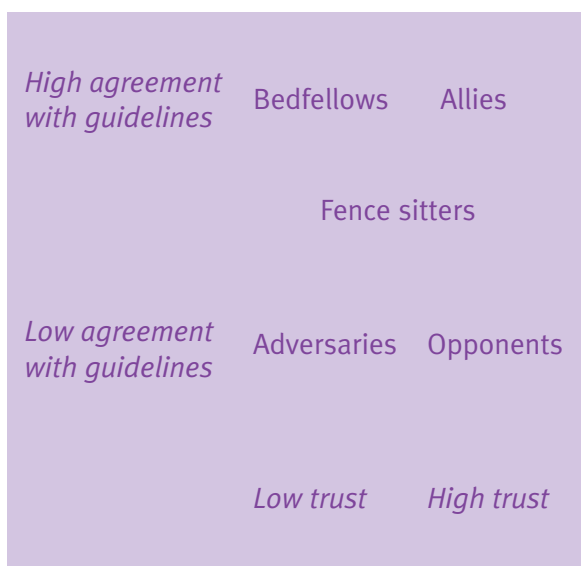 High agreement
with guidelines
Bedfellows Allies
Fence sitters
Low agreement
with guidelines
Adversaries Opponents
Low trust High trust